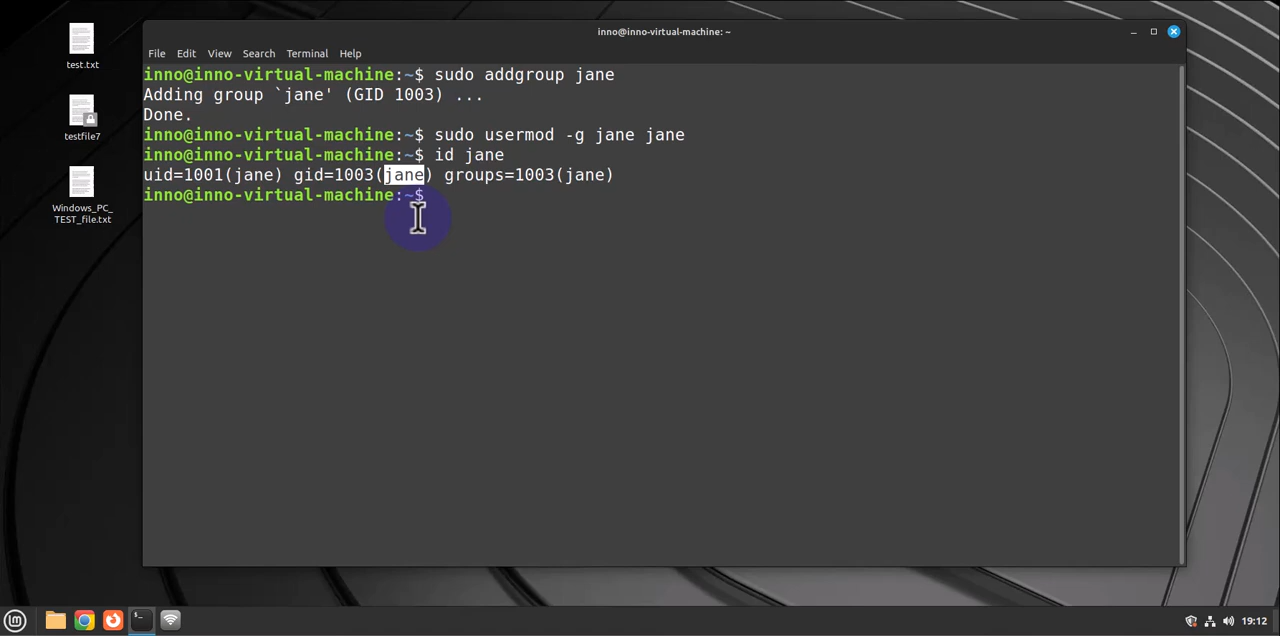 inno@inno-virtual-machine: ~
File Edit View Search Terminal Help
inno@inno-virtual-machine:~$ sudo addgroup jane
Adding group `jane' (GID 1003) ...
Done.
inno@inno-virtual-machine:~$ sudo usermod -g jane jane
inno@inno-virtual-machine:~$ id jane
uid=1001(jane) gid=1003(jane) groups=1003(jane)
inno@inno-virtual-machine:~$
test.txt
testfile7
Windows_PC_
TEST_file.txt
19:12